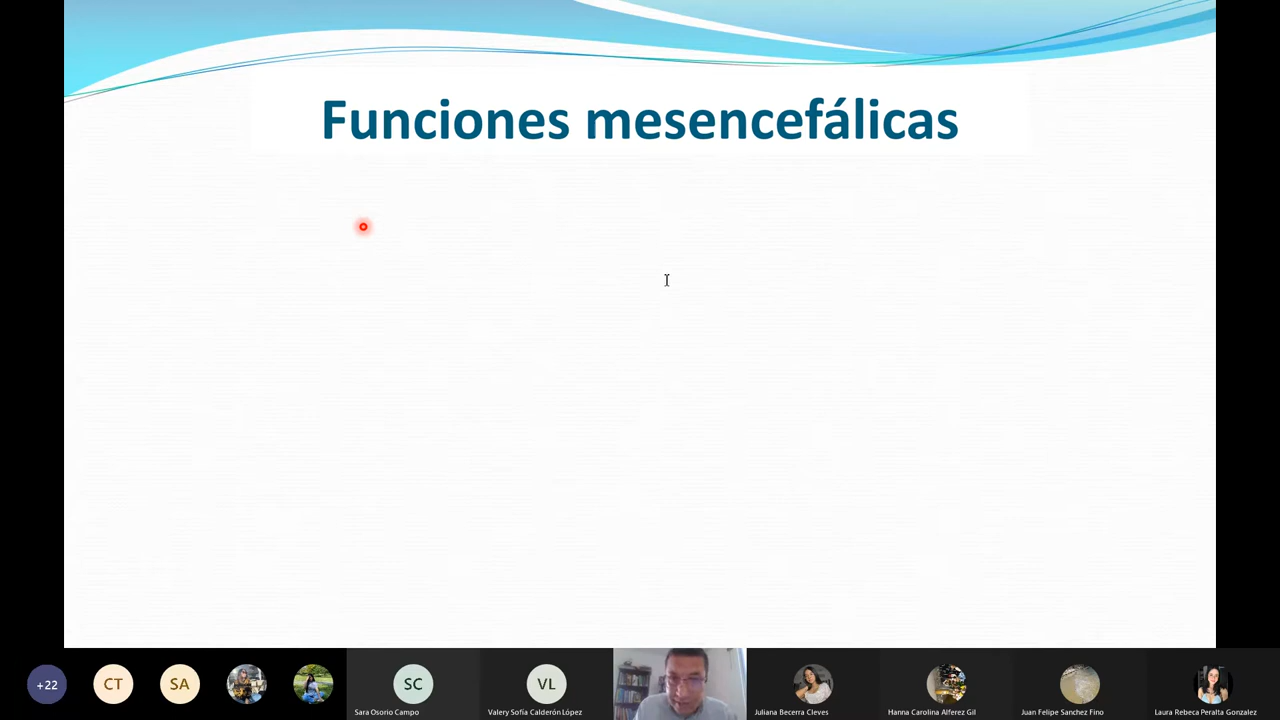 Funciones mesencefálicas
+22
CT
SA
SC
VL
Sara Osorio Campo
Valery Sofía Calderón López
Juliana Becerra Cleves
Hanna Carolina Alferez Gil
Juan Felipe Sanchez Fino
Laura Rebeca Peralta Gonzalez